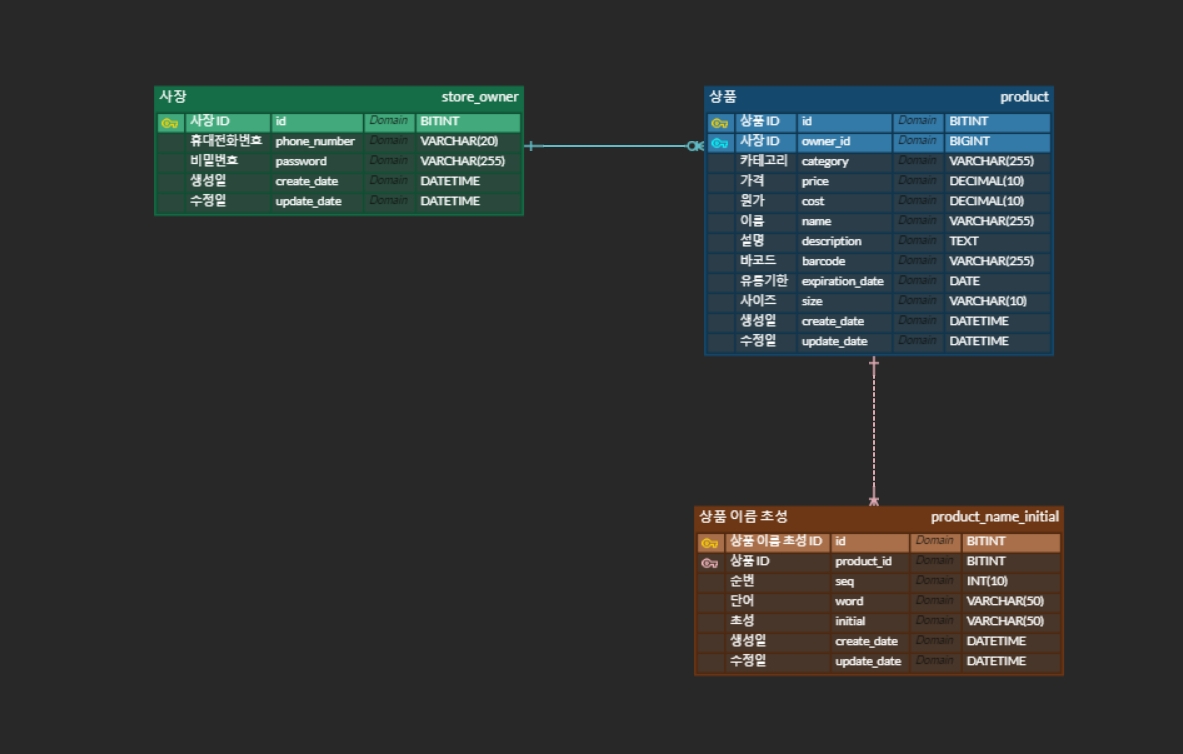 사장 store_owner
사장 ID id Domain BITINT
휴대전화번호 phone_number Domain VARCHAR(20)
비밀번호 password Domain VARCHAR(255)
생성일 create_date Domain DATETIME
수정일 update_date Domain DATETIME
상품 product
상품 ID id Domain BITINT
사장 ID owner_id Domain BIGINT
카테고리 category Domain VARCHAR(255)
가격 price Domain DECIMAL(10)
원가 cost Domain DECIMAL(10)
이름 name Domain VARCHAR(255)
설명 description Domain TEXT
바코드 barcode Domain VARCHAR(255)
유통기한 expiration_date Domain DATE
사이즈 size Domain VARCHAR(10)
생성일 create_date Domain DATETIME
수정일 update_date Domain DATETIME
상품 이름 초성 product_name_initial
상품 이름 초성 ID id Domain BITINT
상품 ID product_id Domain BITINT
순번 seq Domain INT(10)
단어 word Domain VARCHAR(50)
초성 initial Domain VARCHAR(50)
생성일 create_date Domain DATETIME
수정일 update_date Domain DATETIME